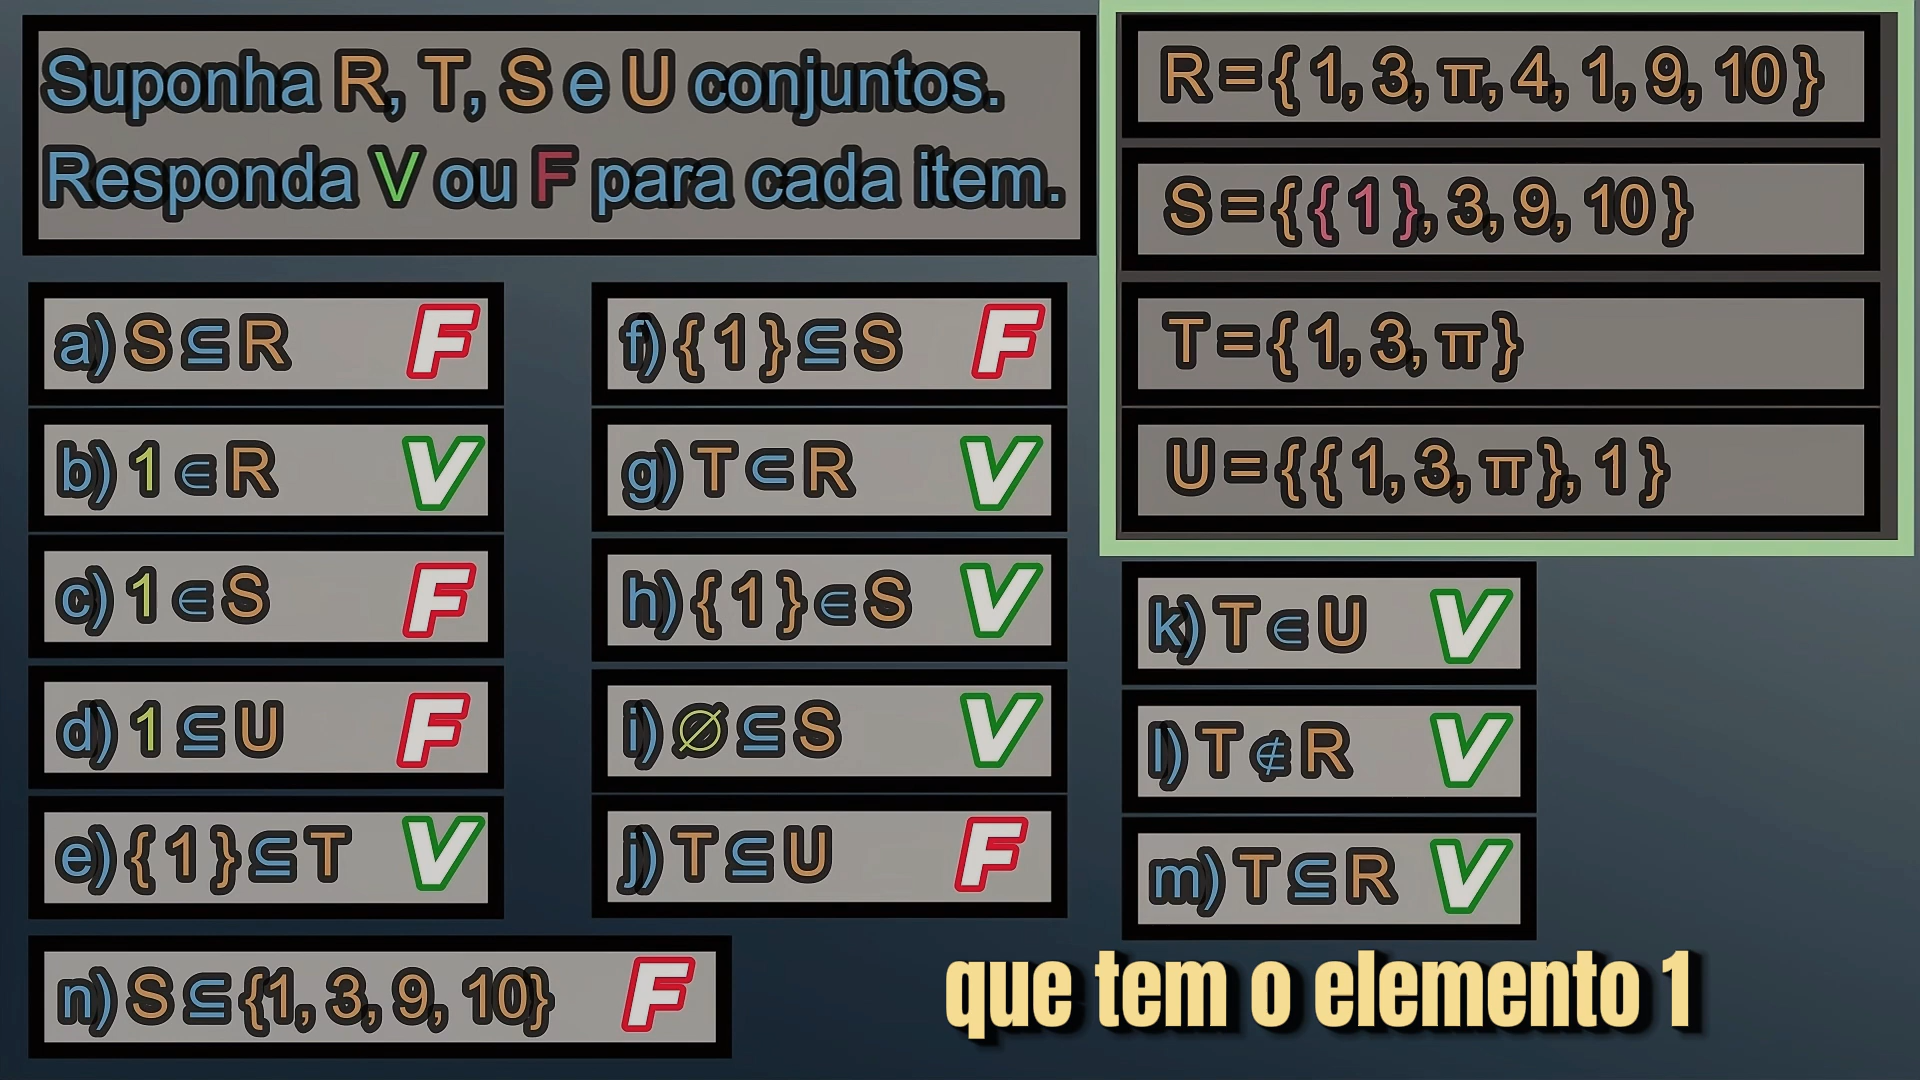 Suponha R, T, S e U conjuntos.
Responda V ou F para cada item.
R = { 1, 3, π, 4, 1, 9, 10 }
S = { { 1 }, 3, 9, 10 }
T = { 1, 3, π }
U = { { 1, 3, π }, 1 }
a) S ⊆ R F
b) 1 ∈ R V
c) 1 ∈ S F
d) 1 ⊆ U F
e) { 1 } ⊆ T V
f) { 1 } ⊆ S F
g) T ⊂ R V
h) { 1 } ∈ S V
i) ∅ ⊆ S V
j) T ⊆ U F
k) T ∈ U V
l) T ∉ R V
m) T ⊆ R V
n) S ⊆ {1, 3, 9, 10} F
que tem o elemento 1